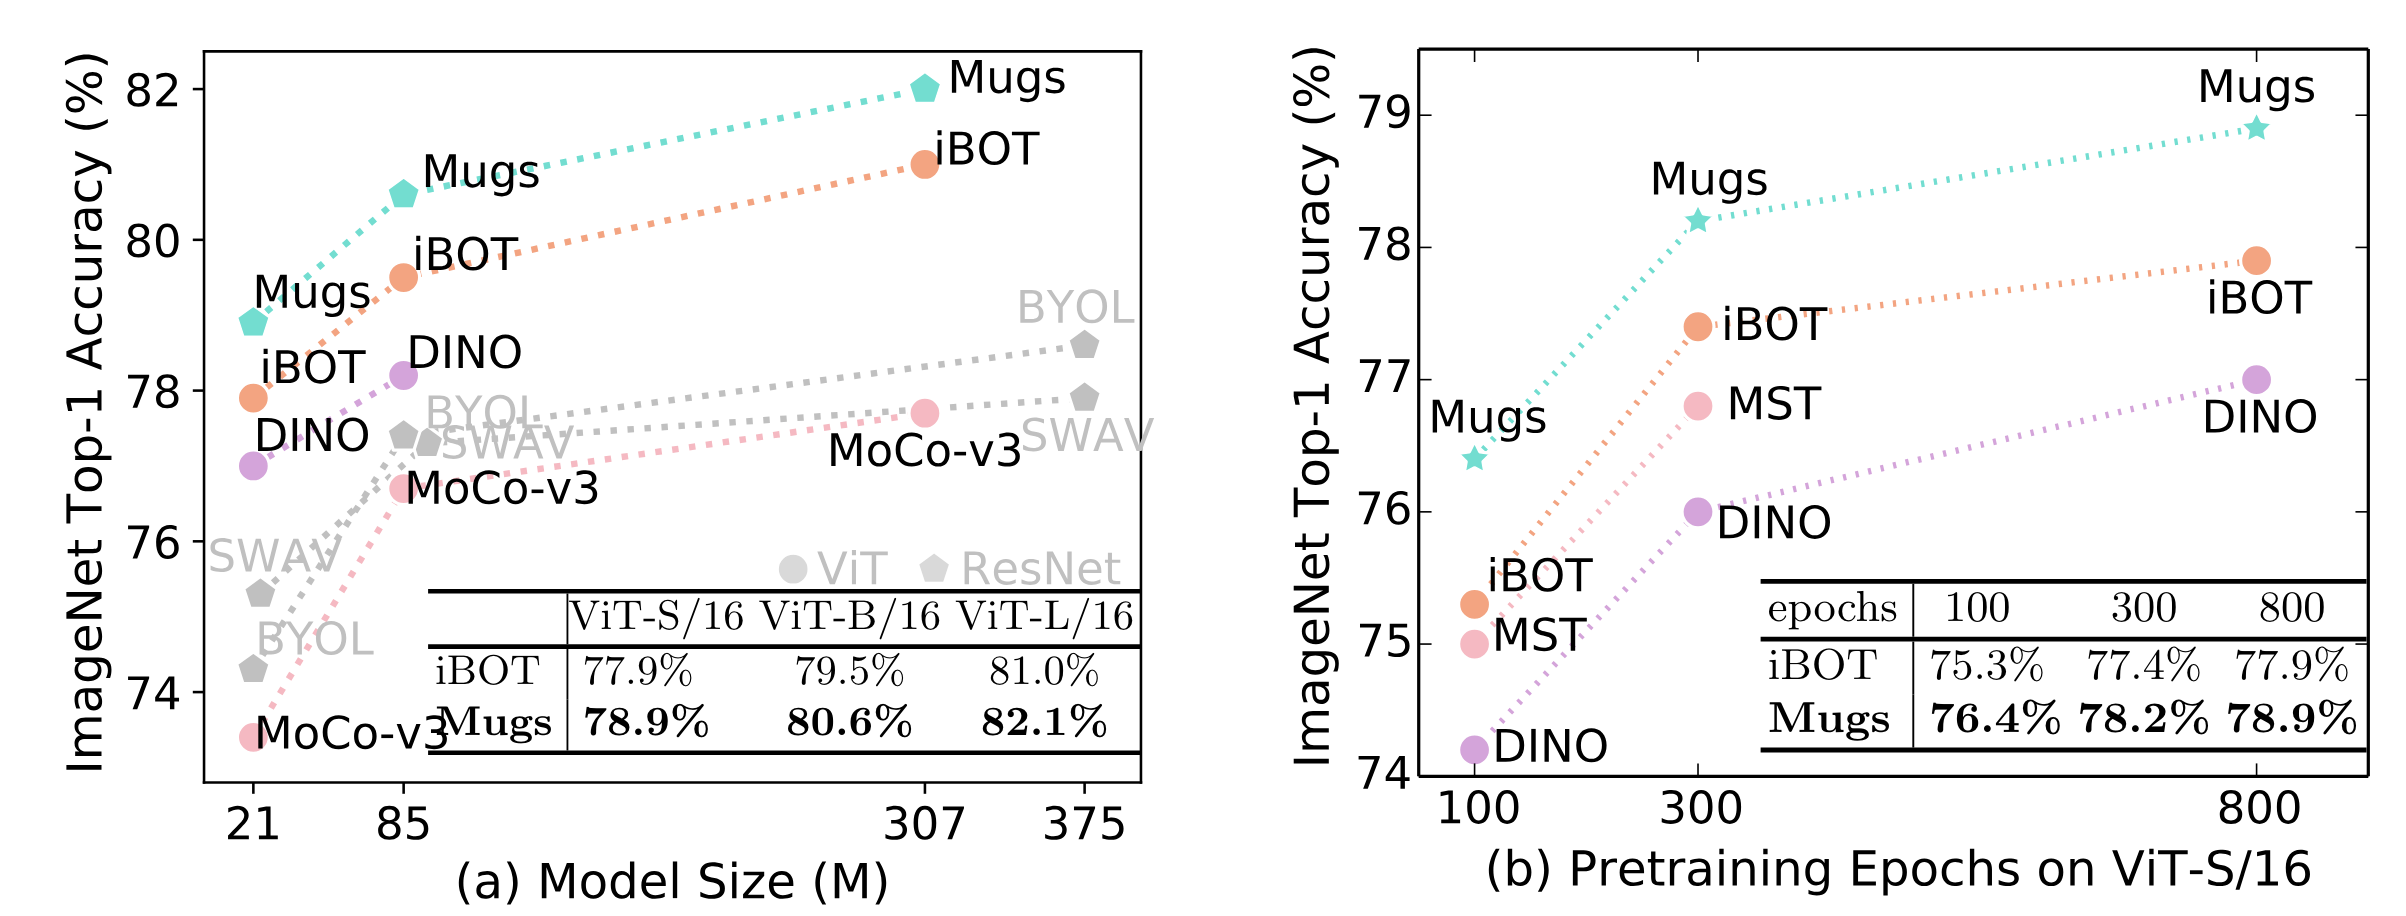 ImageNet Top-1 Accuracy (%)
82
80
78
76
74
Mugs
iBOT
Mugs
iBOT
Mugs
BYOL
iBOT
DINO
BYOL
DINO
SWAV
SWAV
MoCo-v3
MoCo-v3
SWAV
ViT
ResNet
BYOL
MoCo-v3
ViT-S/16 ViT-B/16 ViT-L/16
iBOT 77.9% 79.5% 81.0%
Mugs 78.9% 80.6% 82.1%
21 85 307 375
(a) Model Size (M)
ImageNet Top-1 Accuracy (%)
79
78
77
76
75
74
Mugs
Mugs
iBOT
iBOT
MST
Mugs
DINO
DINO
iBOT
MST
DINO
epochs 100 300 800
iBOT 75.3% 77.4% 77.9%
Mugs 76.4% 78.2% 78.9%
100 300 800
(b) Pretraining Epochs on ViT-S/16